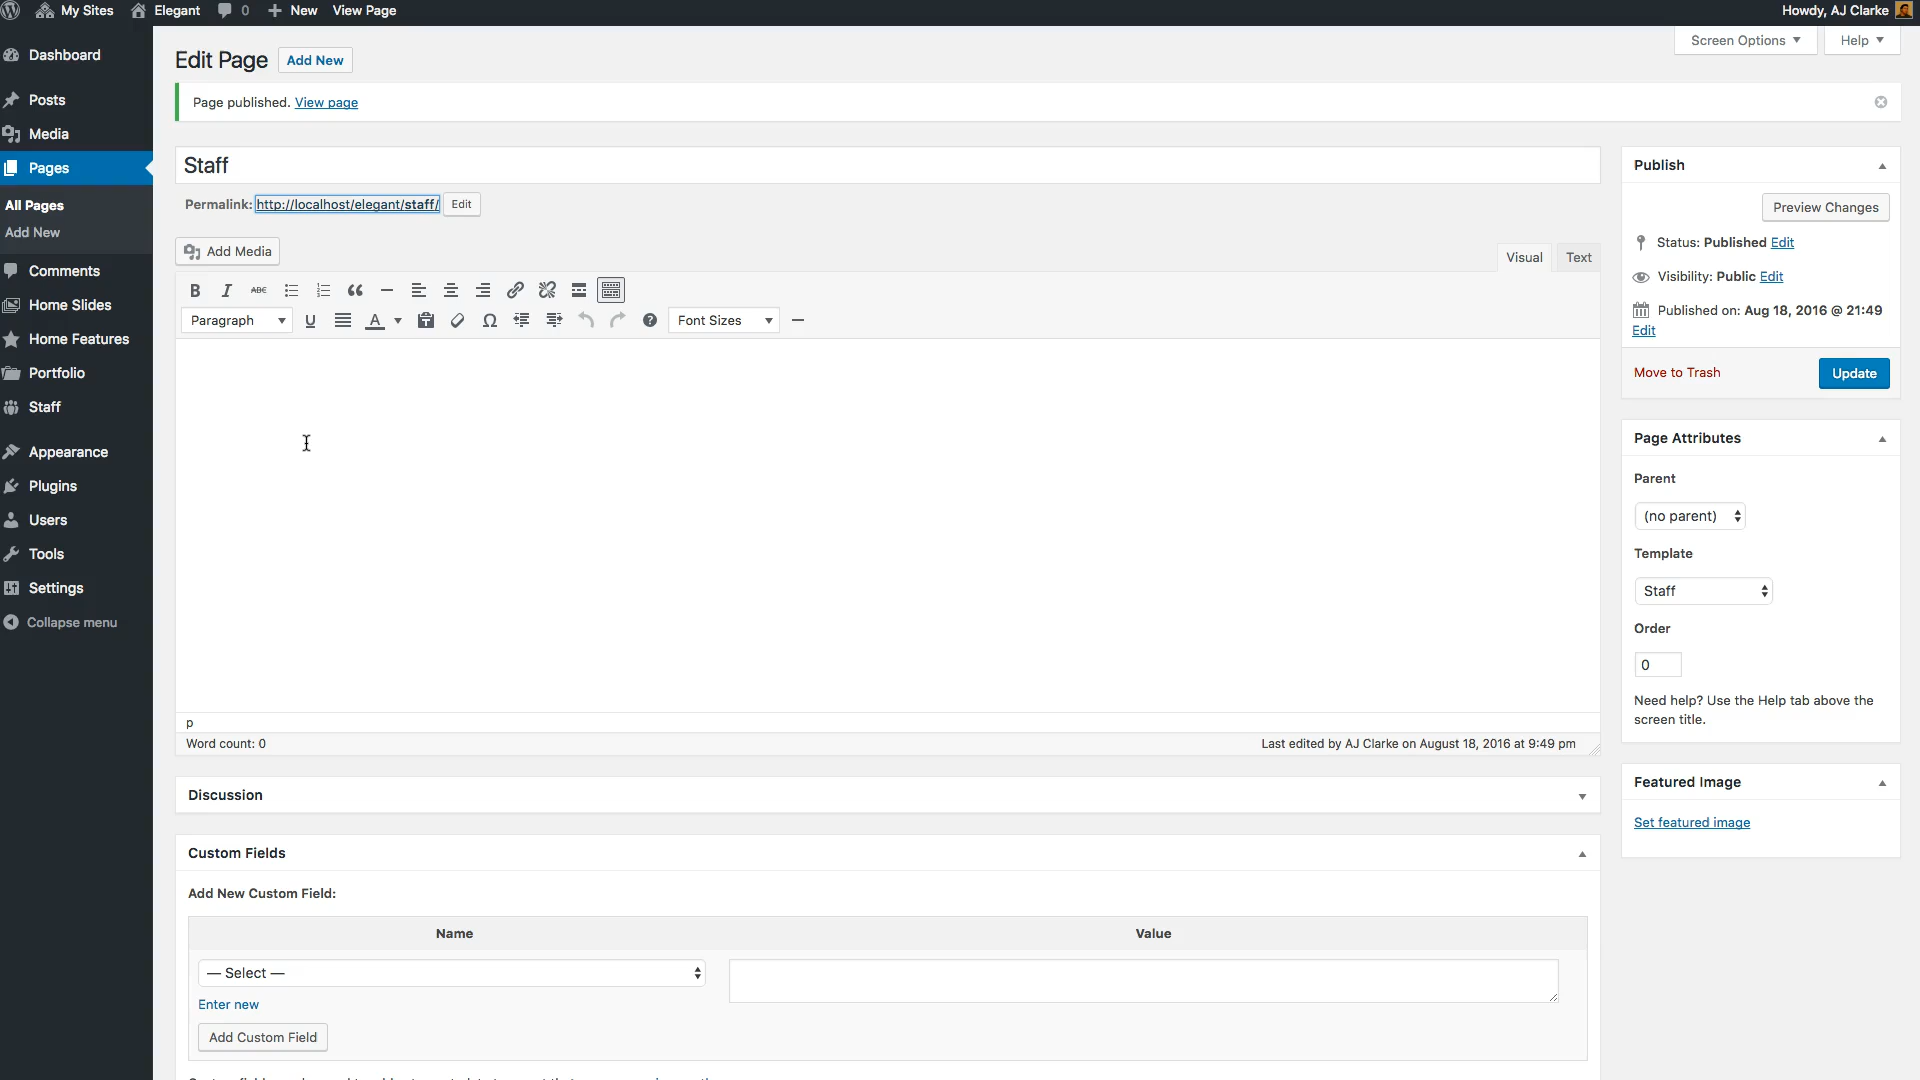 My Sites
Elegant
0
New
View Page
Howdy, AJ Clarke
Screen Options
Help
Dashboard
Posts
Media
Pages
All Pages
Add New
Comments
Home Slides
Home Features
Portfolio
Staff
Appearance
Plugins
Users
Tools
Settings
Collapse menu
Edit Page
Add New
Page published. View page
Staff
Permalink: http://localhost/elegant/staff/ Edit
Add Media
Visual
Text
B I ABC
Paragraph
U
A
Ω
Font Sizes
p
Word count: 0
Last edited by AJ Clarke on August 18, 2016 at 9:49 pm
Discussion
Custom Fields
Add New Custom Field:
Name
Value
— Select —
Enter new
Add Custom Field
Publish
Preview Changes
Status: Published Edit
Visibility: Public Edit
Published on: Aug 18, 2016 @ 21:49
Edit
Move to Trash
Update
Page Attributes
Parent
(no parent)
Template
Staff
Order
0
Need help? Use the Help tab above the
screen title.
Featured Image
Set featured image